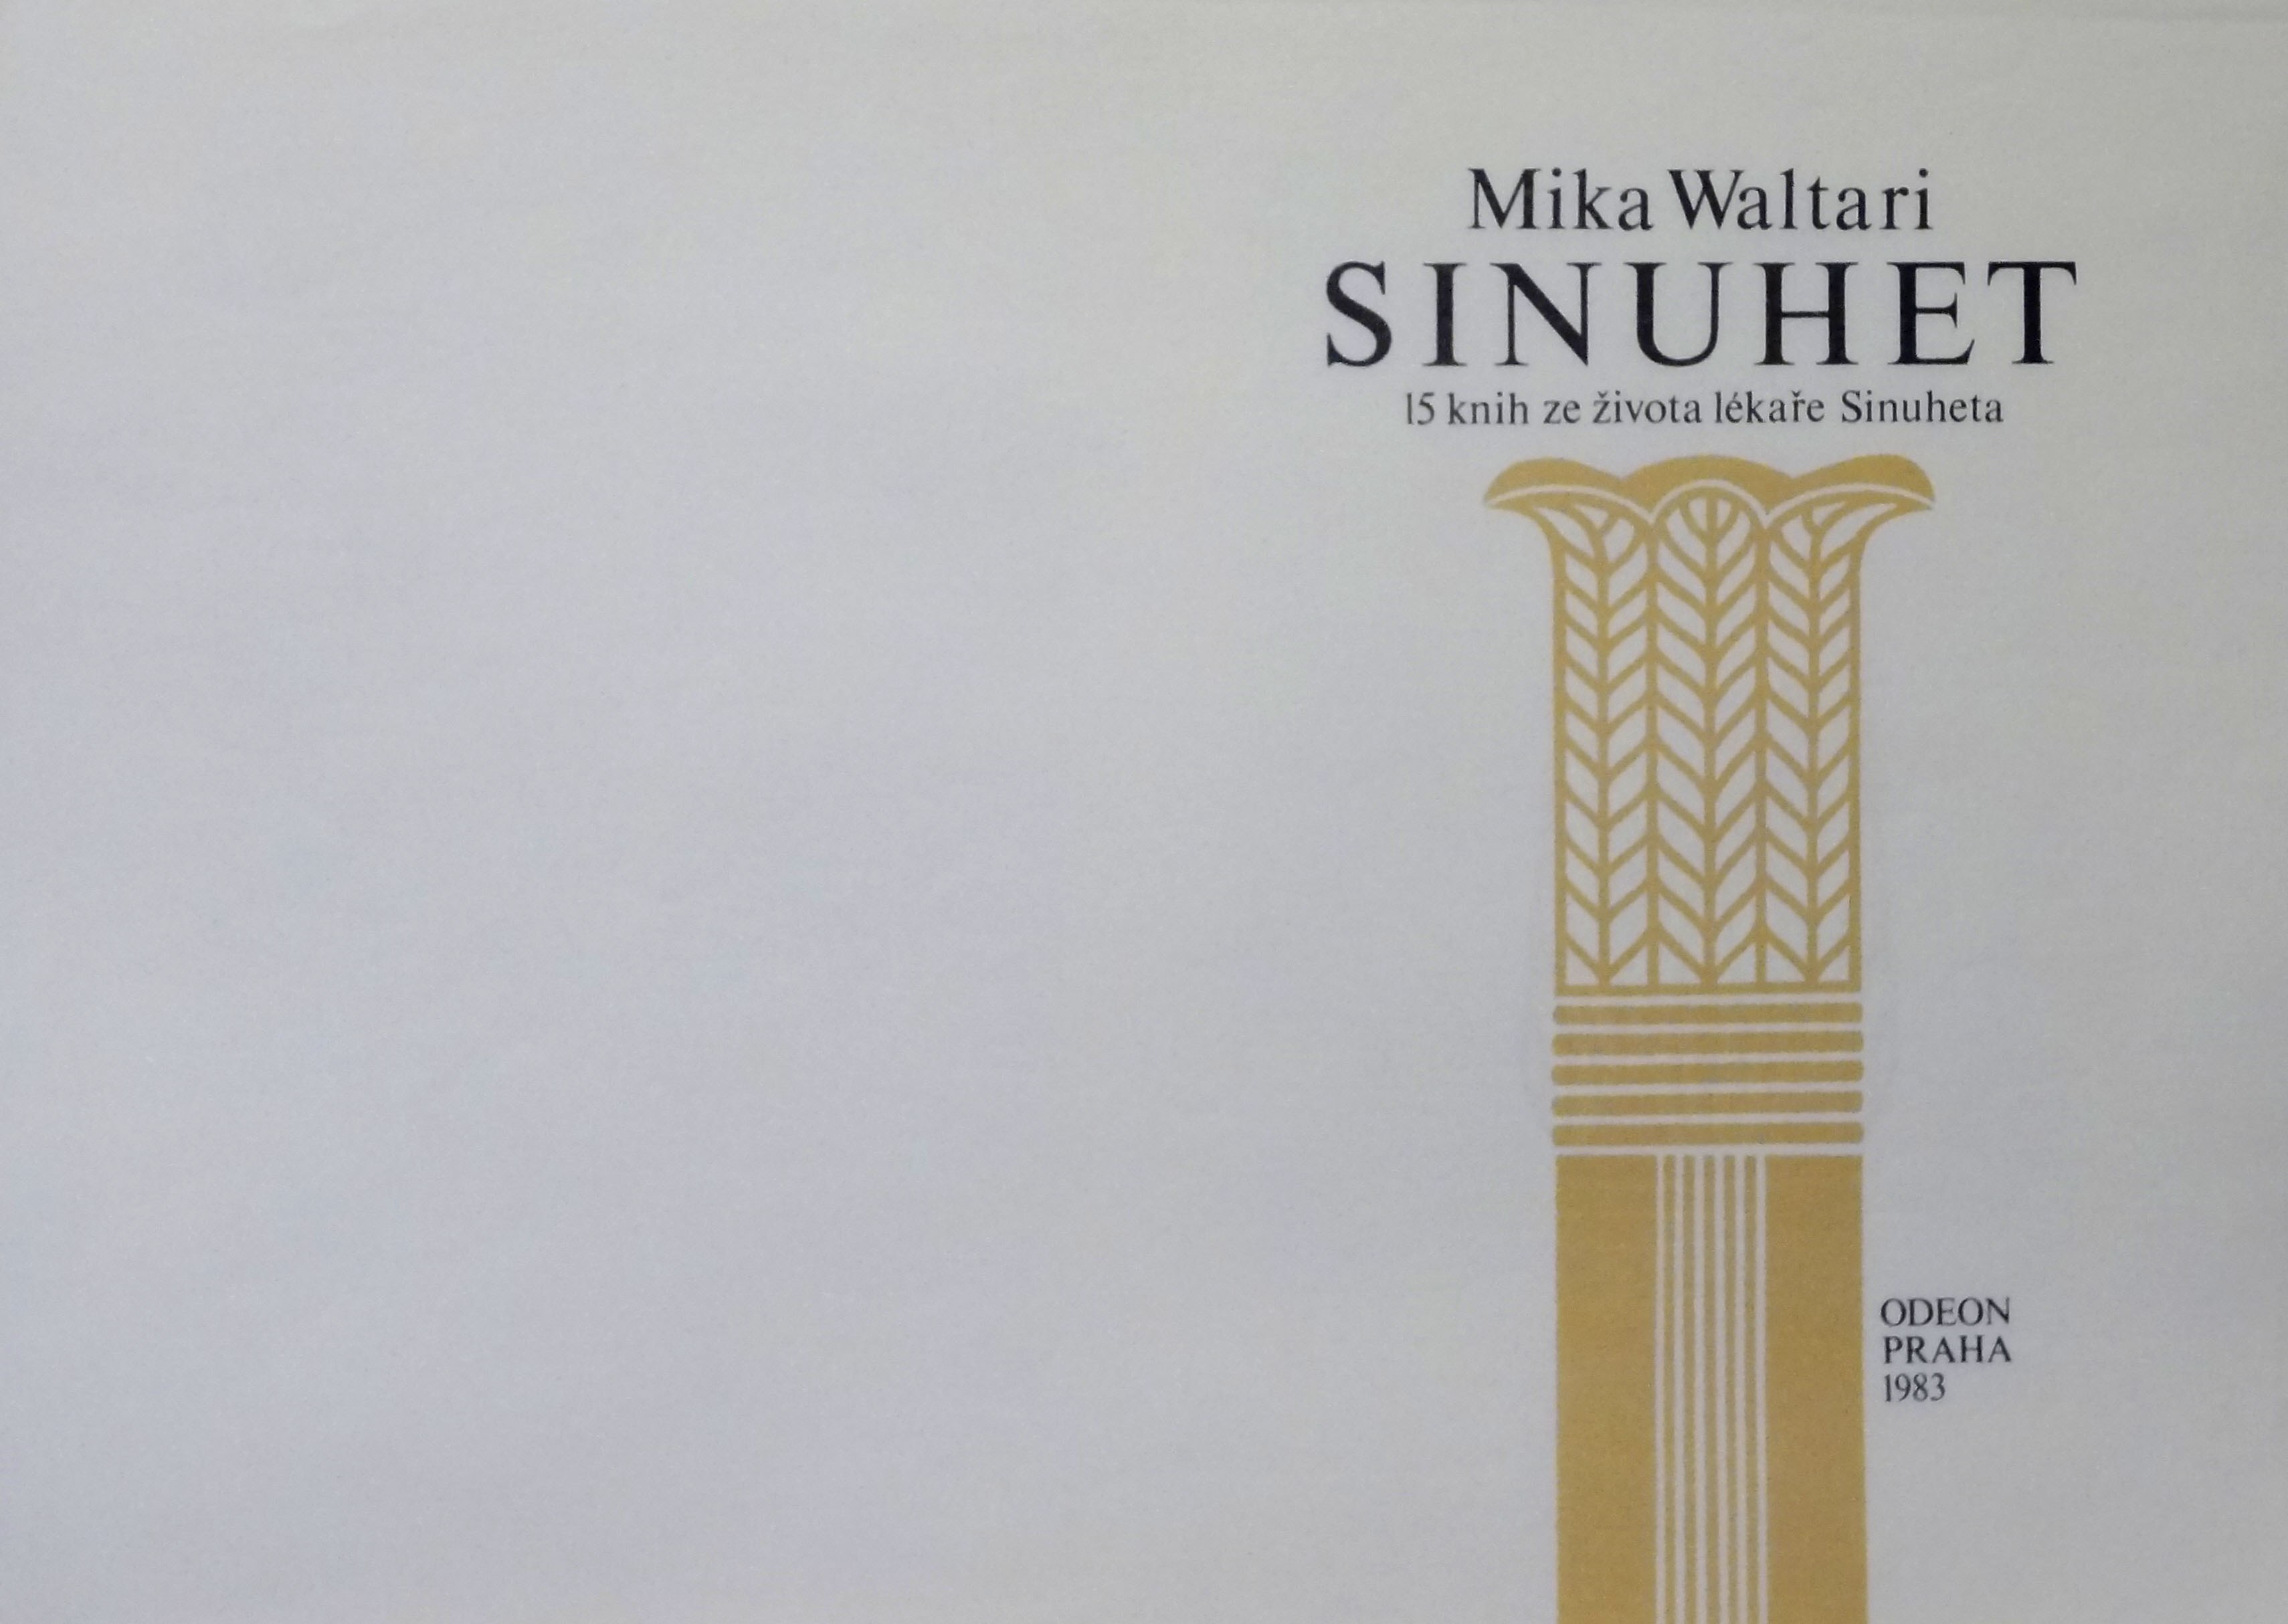 Mika Waltari
SINUHET
15 knih ze života lékaře Sinuheta
ODEON
PRAHA
1983